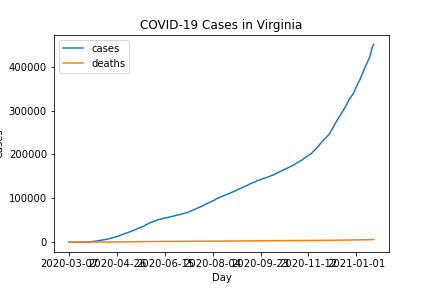 COVID-19 Cases in Virginia
cases
deaths
400000
300000
200000
100000
0
cases
2020-03-07 2020-04-26 2020-06-15 2020-08-04 2020-09-23 2020-11-12 2021-01-01
Day